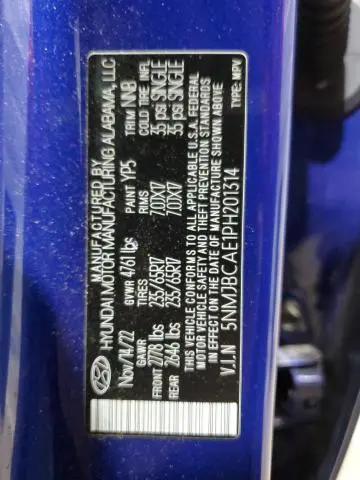 MANUFACTURED BY
HYUNDAI MOTOR MANUFACTURING ALABAMA, LLC
Nov/14/22 GVWR 4761 lbs PAINT YP5 TRIM NNB
GAWR TIRES RIMS COLD TIRE INFL
FRONT 2778 lbs 235/65R17 7.0JX17 35 psi SINGLE
REAR 2646 lbs 235/65R17 7.0JX17 35 psi SINGLE
THIS VEHICLE CONFORMS TO ALL APPLICABLE U.S.A. FEDERAL
MOTOR VEHICLE SAFETY AND THEFT PREVENTION STANDARDS
IN EFFECT ON THE DATE OF MANUFACTURE SHOWN ABOVE.
V.I.N 5NMJBCAE1PH201314 TYPE: MPV